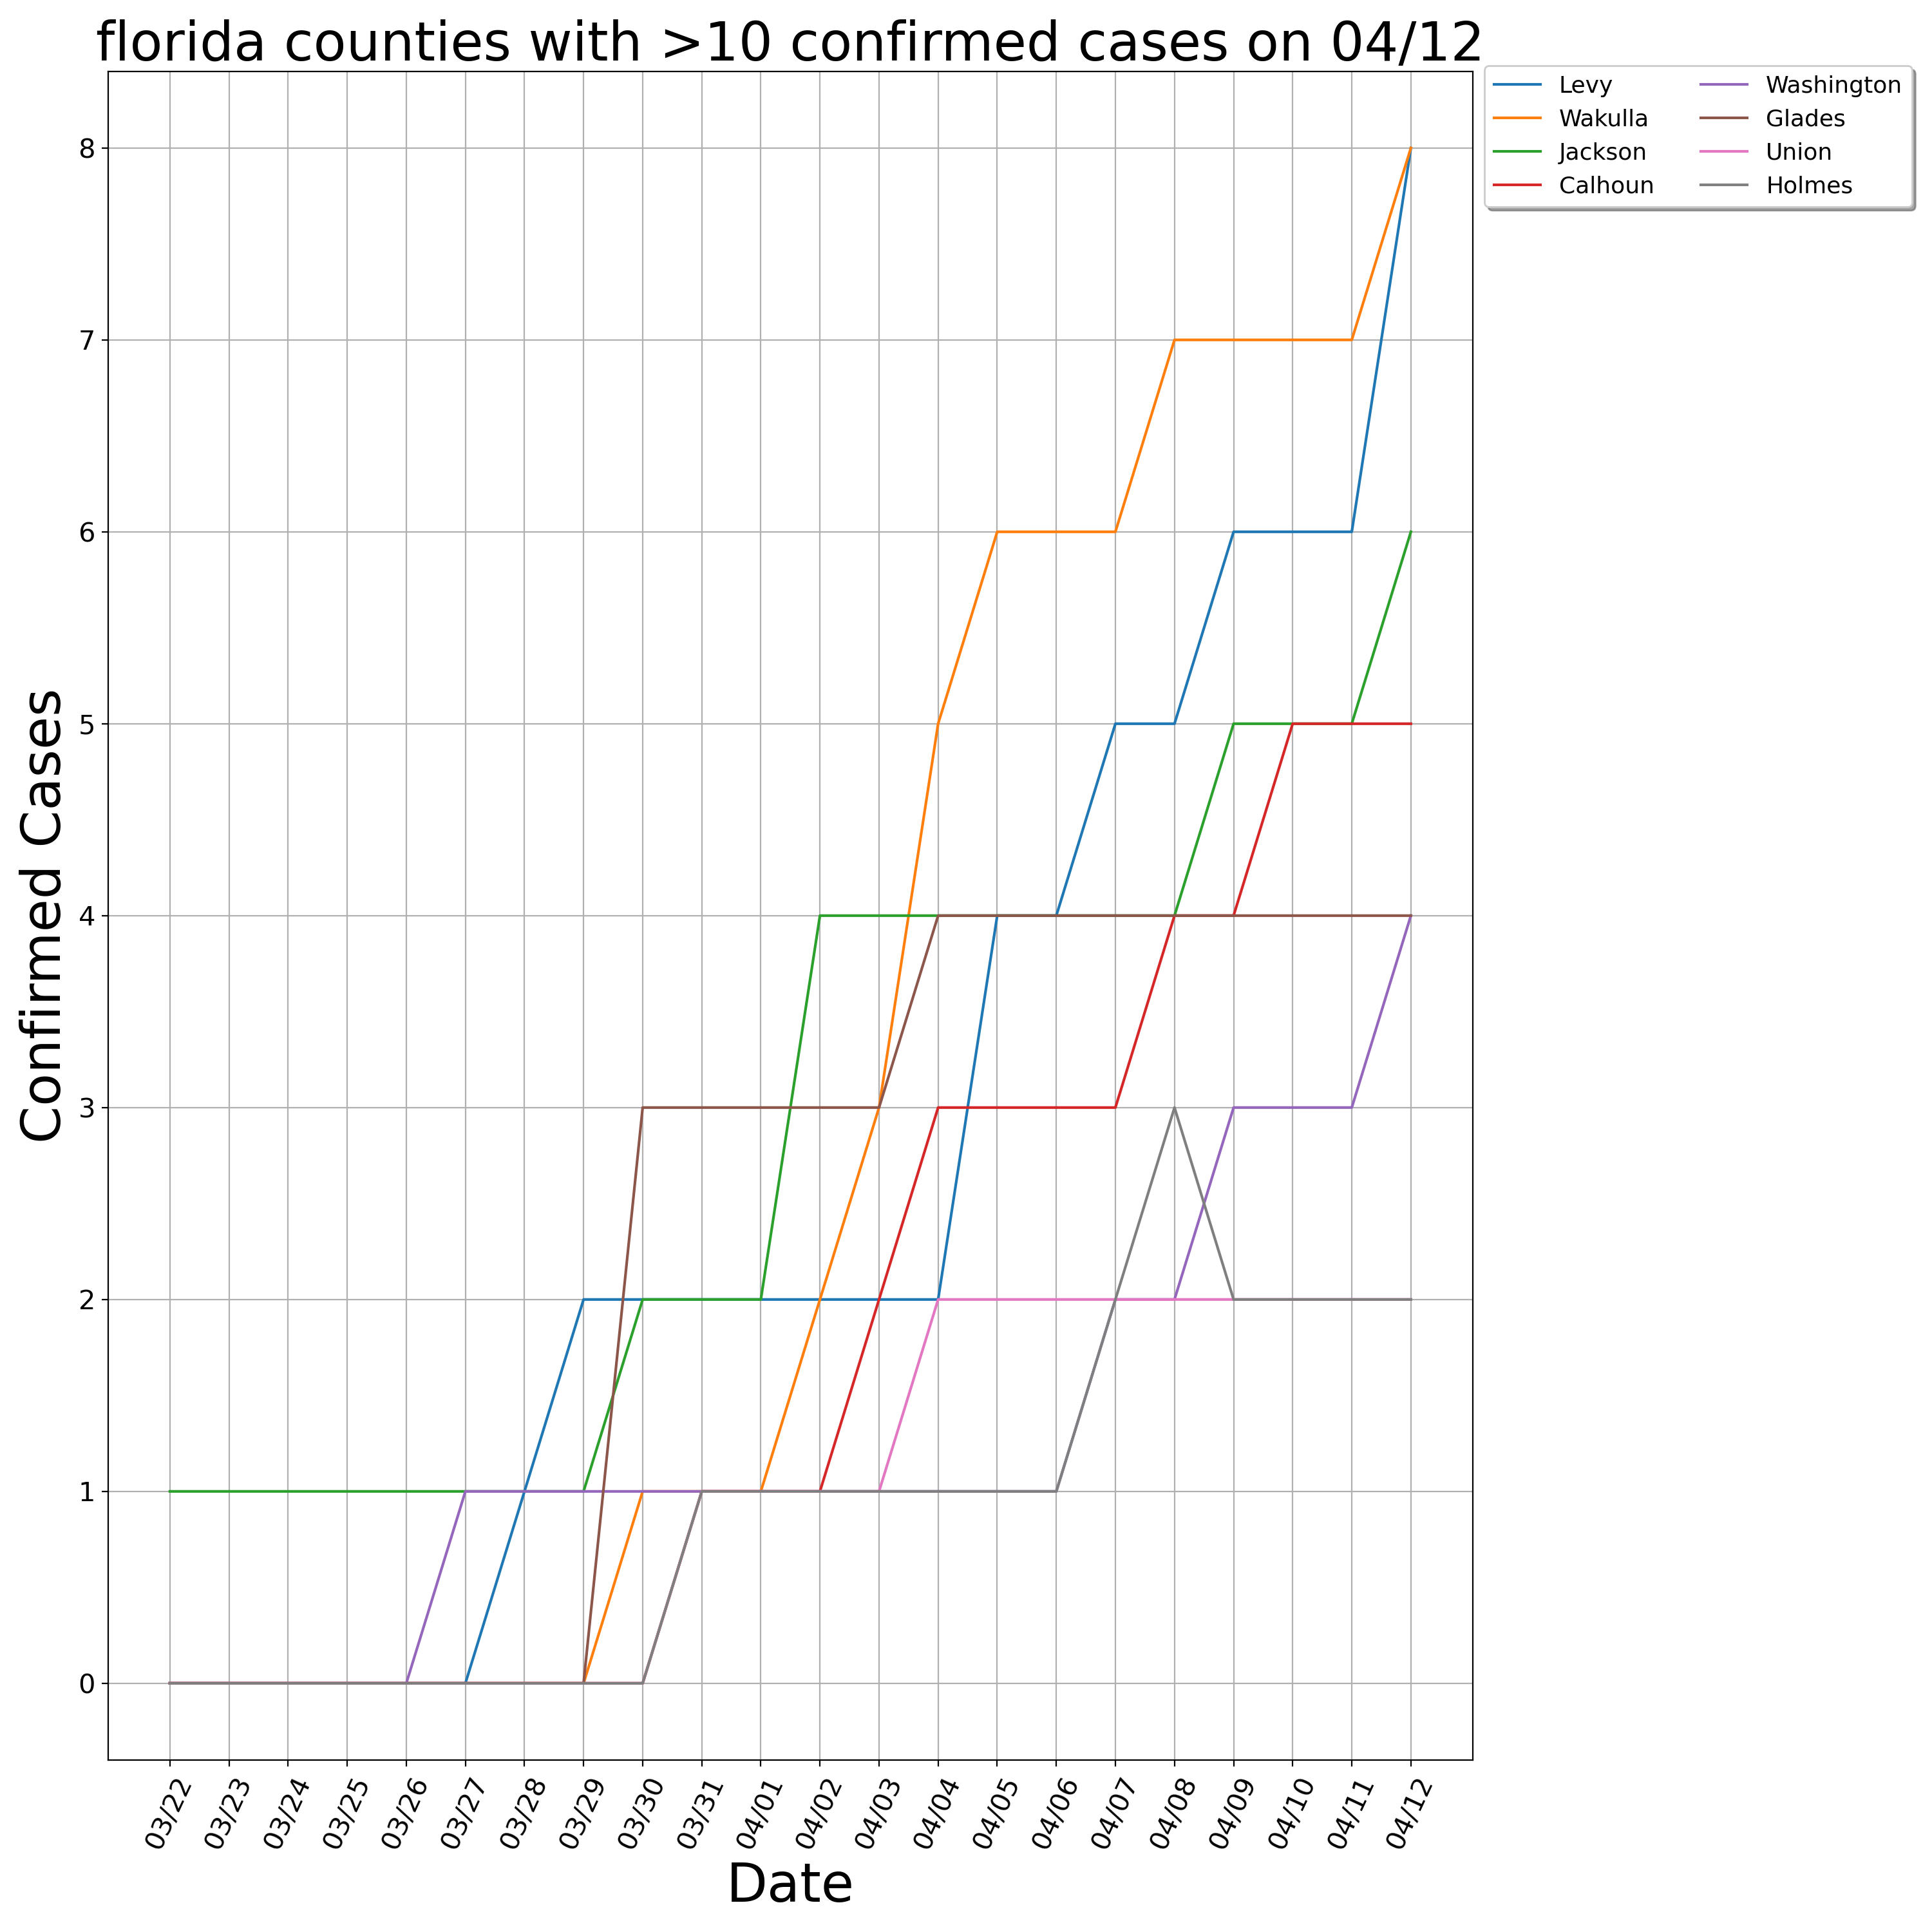 florida counties with >10 confirmed cases on 04/12
Levy
Wakulla
Jackson
Calhoun
Washington
Glades
Union
Holmes
Confirmed Cases
8
7
6
5
4
3
2
1
0
03/22
03/23
03/24
03/25
03/26
03/27
03/28
03/29
03/30
03/31
04/01
04/02
04/03
04/04
04/05
04/06
04/07
04/08
04/09
04/10
04/11
04/12
Date